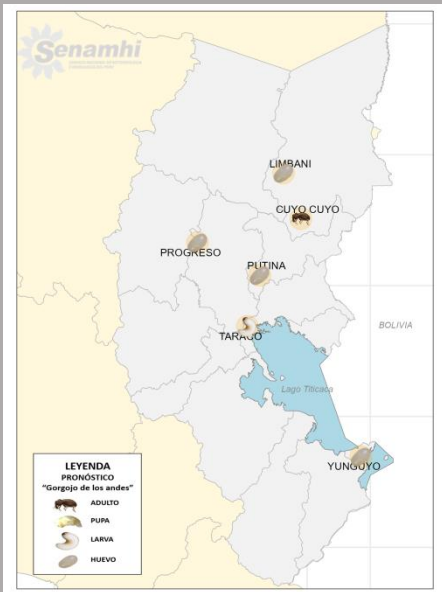 Senamhi
LIMBANI
CUYO CUYO
PROGRESO
PUTINA
TARACO
BOLIVIA
Lago Titicaca
YUNGUYO
LEYENDA
PRONÓSTICO
"Gorgojo de los andes"
ADULTO
PUPA
LARVA
HUEVO